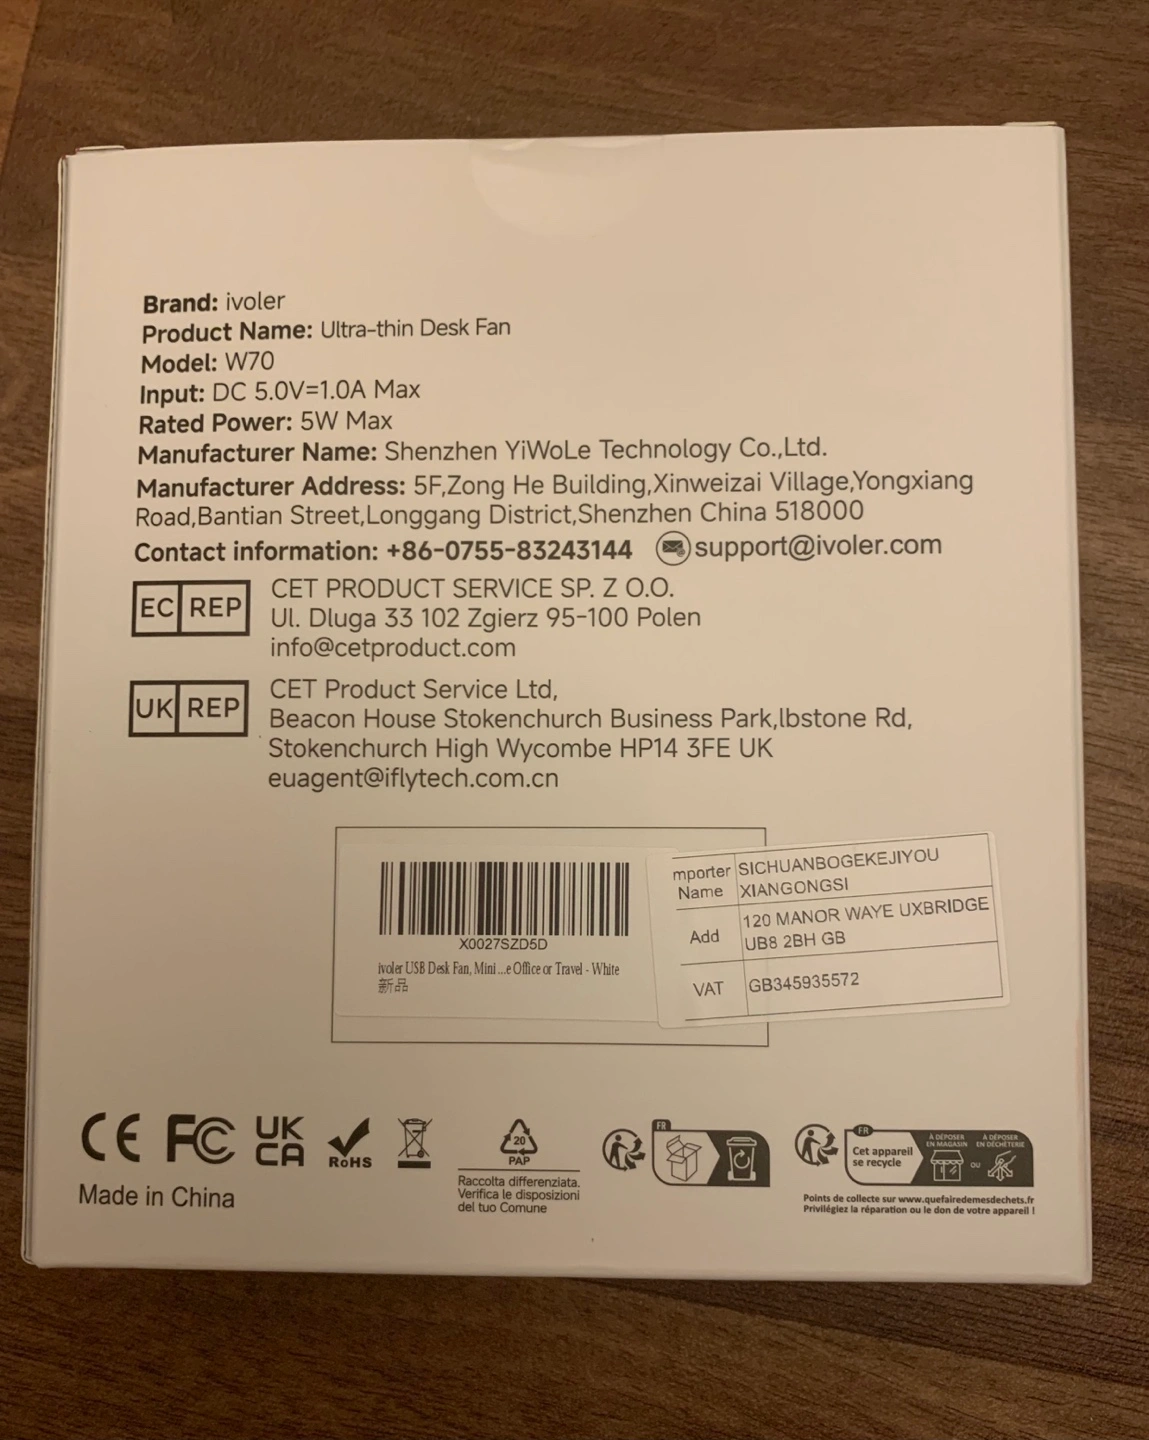 Brand: ivoler
Product Name: Ultra-thin Desk Fan
Model: W70
Input: DC 5.0V=1.0A Max
Rated Power: 5W Max
Manufacturer Name: Shenzhen YiWoLe Technology Co.,Ltd.
Manufacturer Address: 5F,Zong He Building,Xinweizai Village,Yongxiang
Road,Bantian Street,Longgang District,Shenzhen China 518000
Contact information: +86-0755-83243144 support@ivoler.com
EC REP
CET PRODUCT SERVICE SP. Z O.O.
Ul. Dluga 33 102 Zgierz 95-100 Polen
info@cetproduct.com
UK REP
CET Product Service Ltd,
Beacon House Stokenchurch Business Park,lbstone Rd,
Stokenchurch High Wycombe HP14 3FE UK
euagent@iflytech.com.cn
X0027SZD5D
ivoler USB Desk Fan, Mini ...e Office or Travel - White
新品
mporter Name
SICHUANBOGEKEJIYOU
XIANGONGSI
Add
120 MANOR WAYE UXBRIDGE
UB8 2BH GB
VAT
GB345935572
CE FC UK CA RoHS
Made in China
20
PAP
Raccolta differenziata.
Verifica le disposizioni
del tuo Comune
FR
FR
Cet appareil
se recycle
À DÉPOSER
EN MAGASIN
OU
À DÉPOSER
EN DÉCHÈTERIE
Points de collecte sur www.quefairedemesdechets.fr
Privilégiez la réparation ou le don de votre appareil !